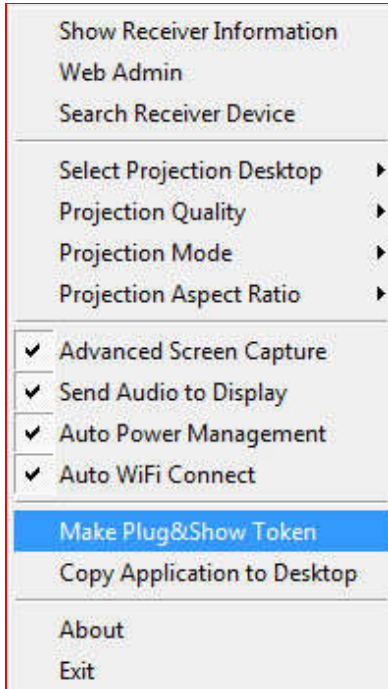 Show Receiver Information
Web Admin
Search Receiver Device
Select Projection Desktop
Projection Quality
Projection Mode
Projection Aspect Ratio
Advanced Screen Capture
Send Audio to Display
Auto Power Management
Auto WiFi Connect
Make Plug&Show Token
Copy Application to Desktop
About
Exit